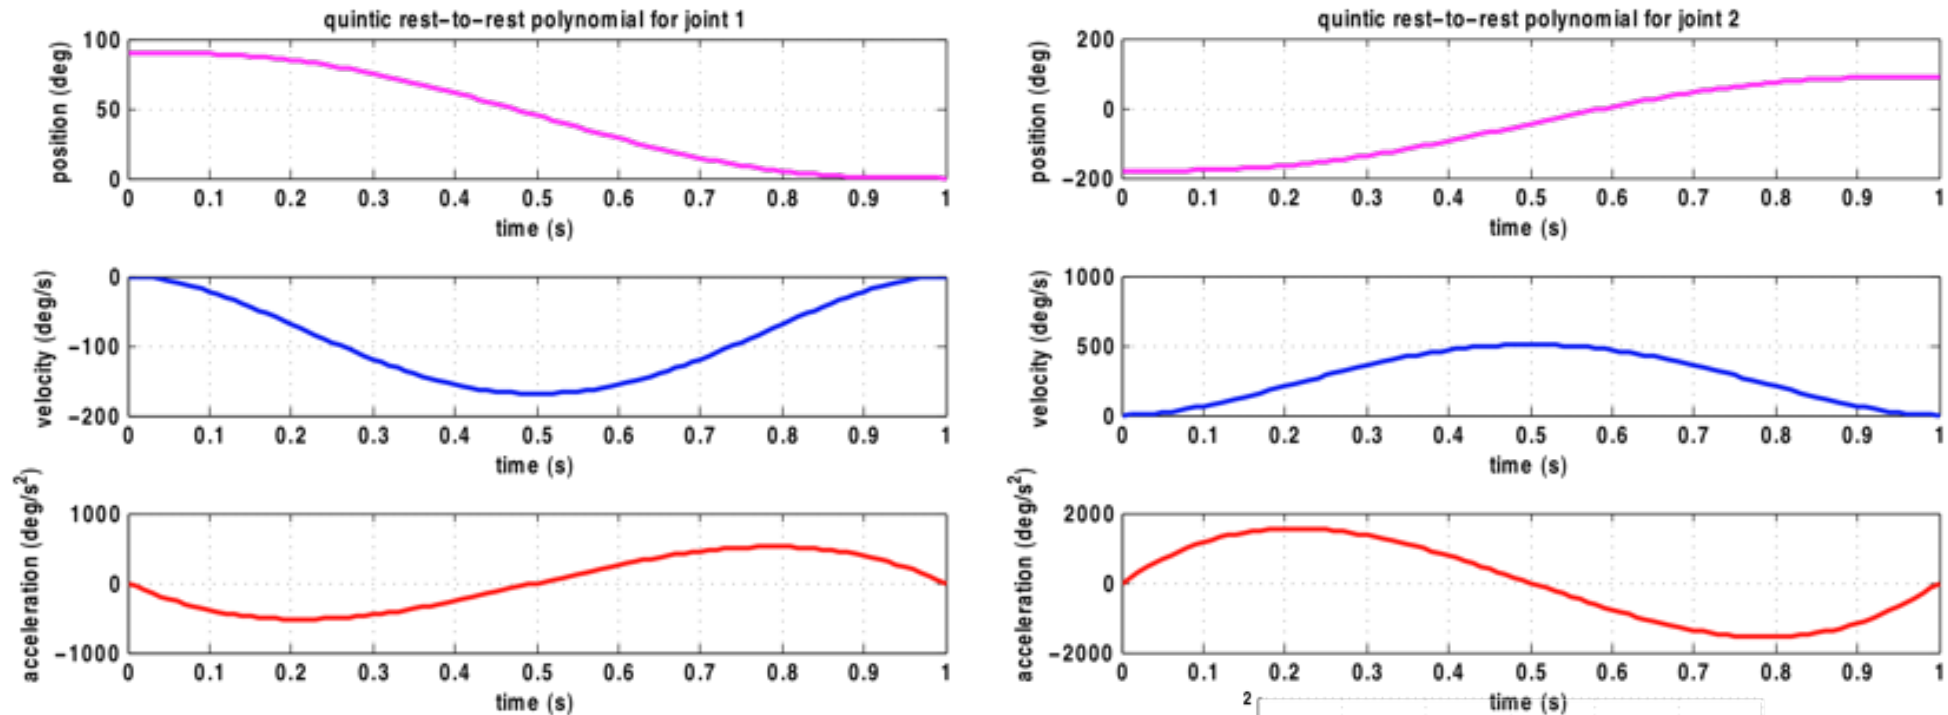 quintic rest-to-rest polynomial for joint 1
100
50
0
position (deg)
0 0.1 0.2 0.3 0.4 0.5 0.6 0.7 0.8 0.9 1
time (s)
0
-100
-200
velocity (deg/s)
0 0.1 0.2 0.3 0.4 0.5 0.6 0.7 0.8 0.9 1
time (s)
1000
0
-1000
acceleration (deg/s²)
0 0.1 0.2 0.3 0.4 0.5 0.6 0.7 0.8 0.9 1
time (s)
quintic rest-to-rest polynomial for joint 2
200
0
-200
position (deg)
0 0.1 0.2 0.3 0.4 0.5 0.6 0.7 0.8 0.9 1
time (s)
1000
500
0
velocity (deg/s)
0 0.1 0.2 0.3 0.4 0.5 0.6 0.7 0.8 0.9 1
time (s)
2000
0
-2000
acceleration (deg/s²)
0 0.1 0.2 0.3 0.4 0.5 0.6 0.7 0.8 0.9 1
time (s)
2